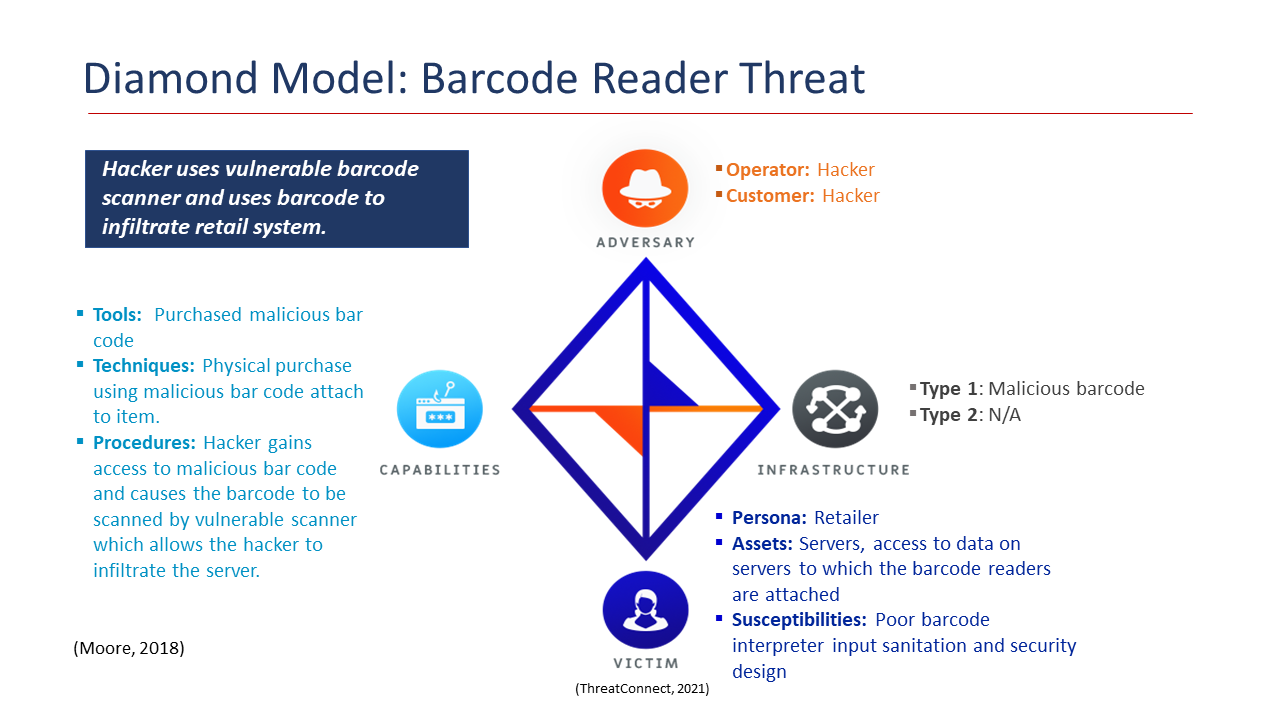 Diamond Model: Barcode Reader Threat
Hacker uses vulnerable barcode
scanner and uses barcode to
infiltrate retail system.
▪ Operator: Hacker
▪ Customer: Hacker
ADVERSARY
▪ Tools: Purchased malicious bar
code
▪ Techniques: Physical purchase
using malicious bar code attach
to item.
▪ Procedures: Hacker gains
access to malicious bar code
and causes the barcode to be
scanned by vulnerable scanner
which allows the hacker to
infiltrate the server.
CAPABILITIES
▪ Type 1: Malicious barcode
▪ Type 2: N/A
INFRASTRUCTURE
▪ Persona: Retailer
▪ Assets: Servers, access to data on
servers to which the barcode readers
are attached
▪ Susceptibilities: Poor barcode
interpreter input sanitation and security
design
VICTIM
(Moore, 2018)
(ThreatConnect, 2021)